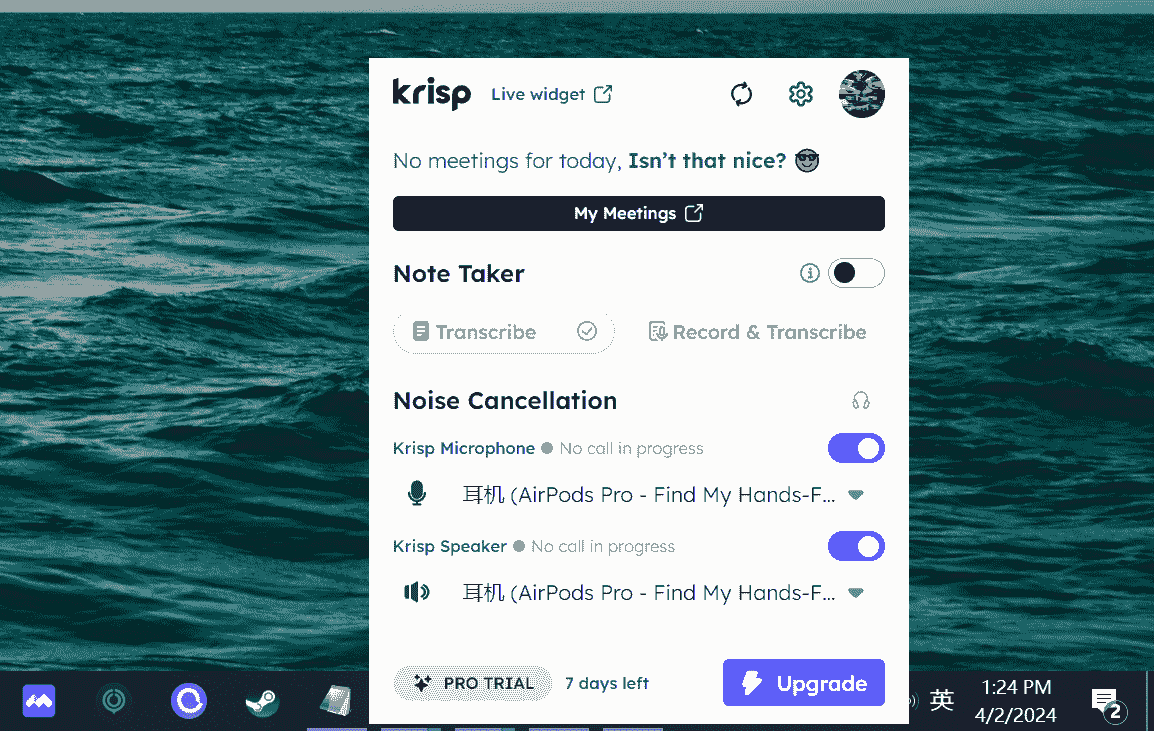 krisp Live widget
No meetings for today, Isn't that nice? 😎
My Meetings
Note Taker
Transcribe Record & Transcribe
Noise Cancellation
Krisp Microphone No call in progress
耳机 (AirPods Pro - Find My Hands-F...
Krisp Speaker No call in progress
耳机 (AirPods Pro - Find My Hands-F...
PRO TRIAL 7 days left Upgrade
英 1:24 PM
4/2/2024
2